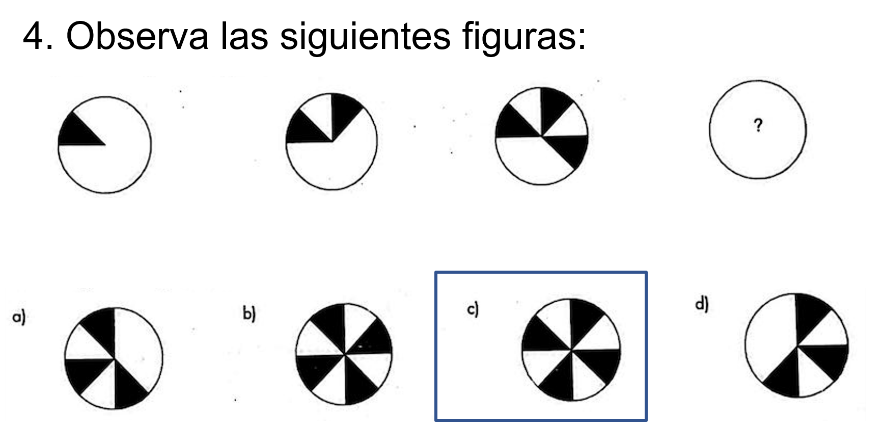 4. Observa las siguientes figuras:
?
a)
b)
c)
d)